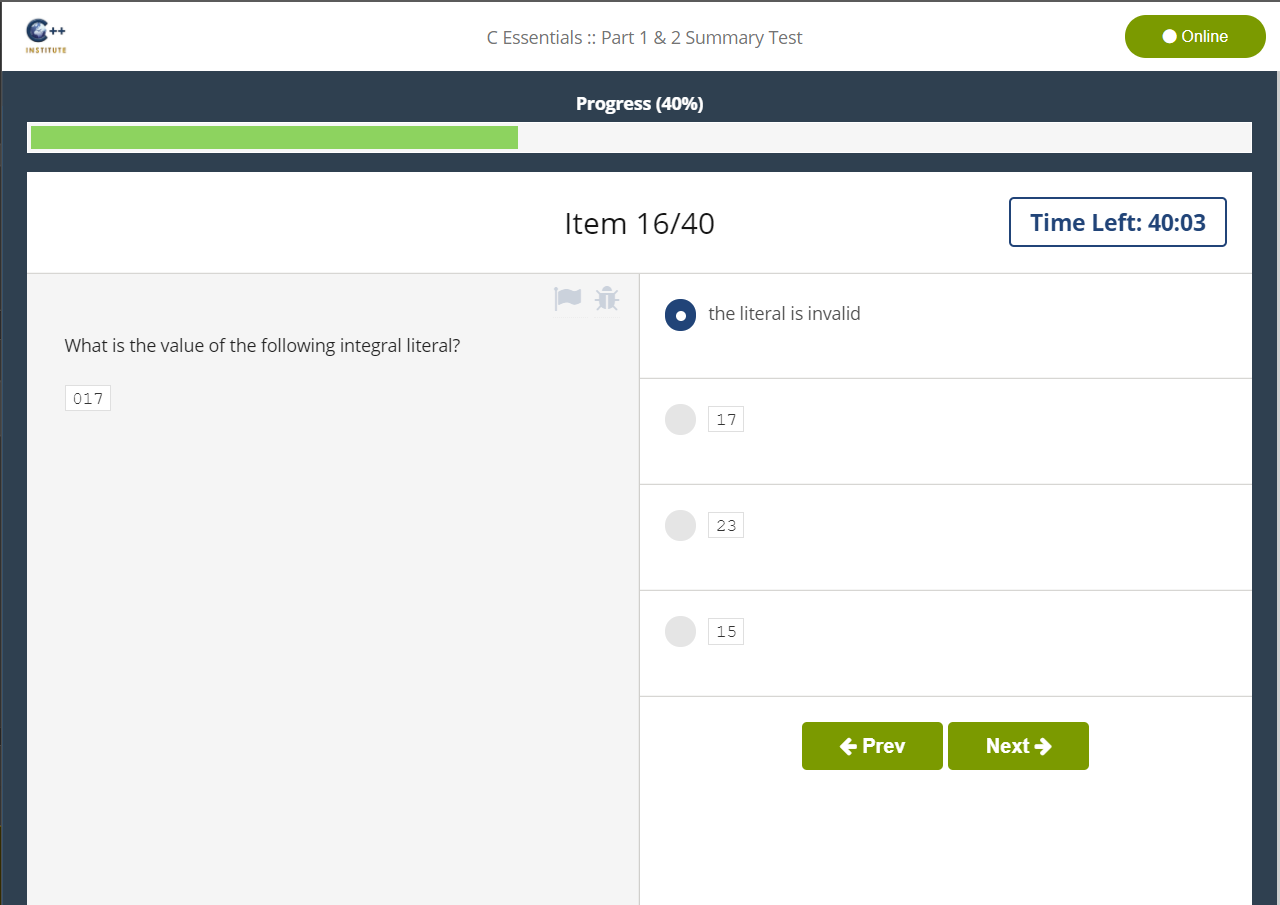 C++
INSTITUTE
C Essentials :: Part 1 & 2 Summary Test
Online
Progress (40%)
Item 16/40
Time Left: 40:03
What is the value of the following integral literal?
017
the literal is invalid
17
23
15
Prev
Next